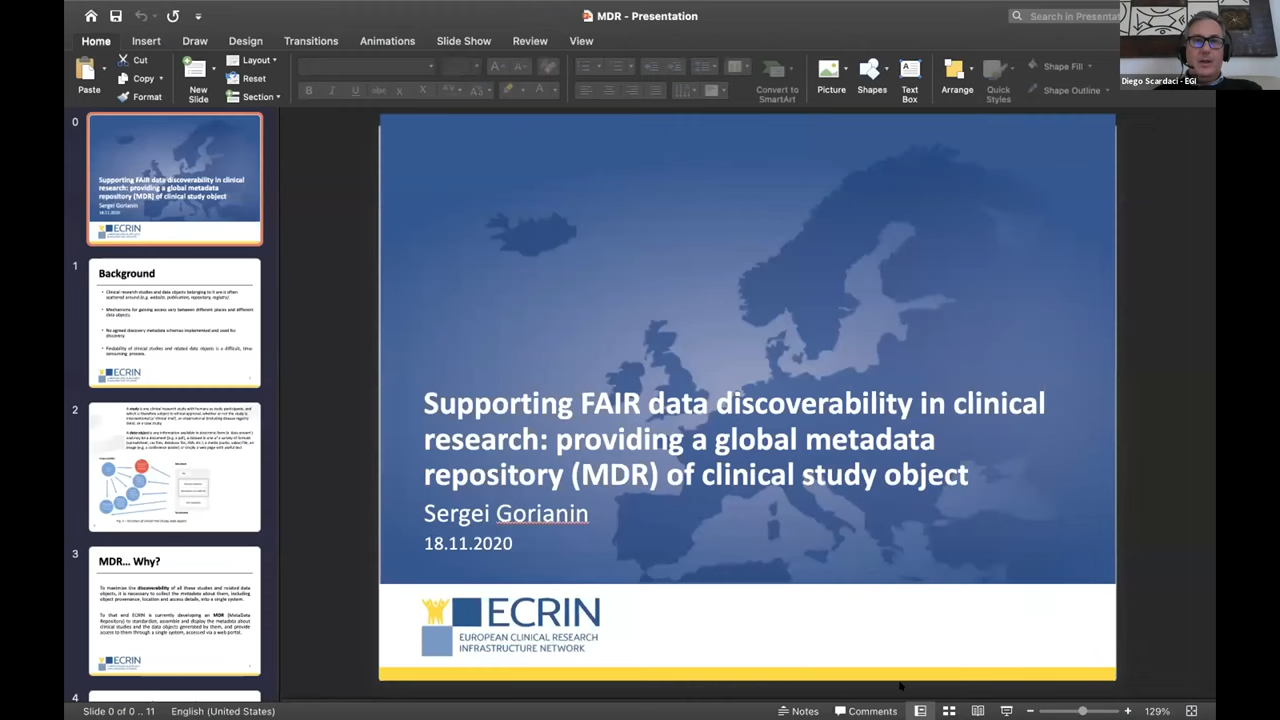 MDR - Presentation
Search in Presentat
Home Insert Draw Design Transitions Animations Slide Show Review View
Paste
Cut
Copy
Format
New
Slide
Layout
Reset
Section
Convert to
SmartArt
Picture
Shapes
Text
Box
Arrange
Quick
Styles
Shape Fill
Shape Outline
Diego Scardaci - EGI
0
Supporting FAIR data discoverability in clinical
research: providing a global metadata
repository (MDR) of clinical study object
Sergei Gorianin
18.11.2020
ECRIN
1
Background
Clinical research studies and data objects belonging to it are it often
scattered around (e.g. website, publication, repository, registry).
Mechanisms for gaining access vary between different places and different
data objects.
No agreed discovery metadata schemas implemented and used for
discovery.
Findability of clinical studies and related data objects is a difficult, time-
consuming process.
ECRIN
2
3
MDR... Why?
To maximise the discoverability of all these studies and related data
objects, it is necessary to collect the metadata about them, including
object provenance, location and access details, into a single system.
To that end ECRIN is currently developing an MDR (MetaData
Repository) to standardize, assemble and display the metadata about
clinical studies and the data objects generated by them, and provide
access to them through a single system, accessed via a web portal.
ECRIN
4
Supporting FAIR data discoverability in clinical
research: providing a global metadata
repository (MDR) of clinical study object
Sergei Gorianin
18.11.2020
ECRIN
EUROPEAN CLINICAL RESEARCH
INFRASTRUCTURE NETWORK
Slide 0 of 0 .. 11 English (United States)
Notes Comments 129%